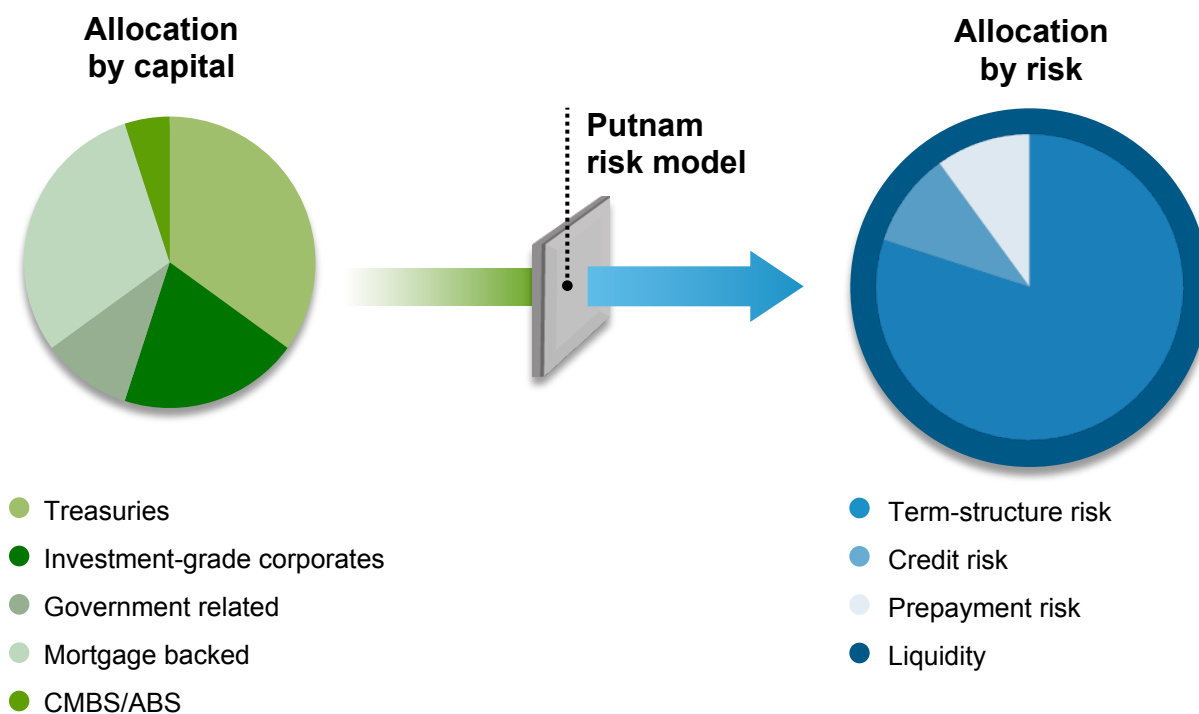 Allocation
by capital
Putnam
risk model
Allocation
by risk
Treasuries
Investment-grade corporates
Government related
Mortgage backed
CMBS/ABS
Term-structure risk
Credit risk
Prepayment risk
Liquidity